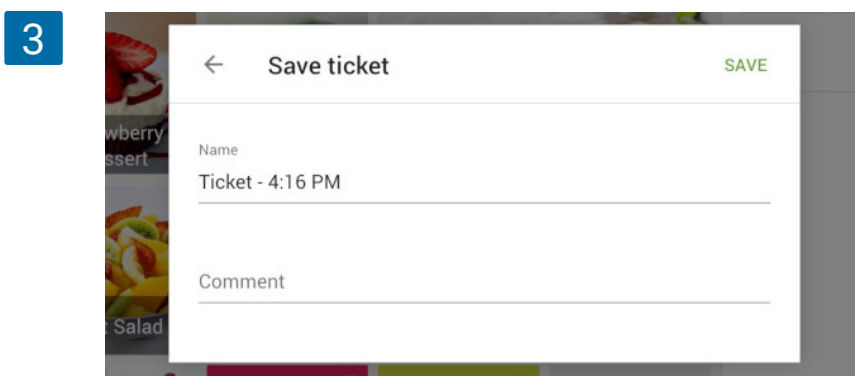 3
Save ticket
SAVE
Name
Ticket - 4:16 PM
Comment
wberry
ssert
Salad